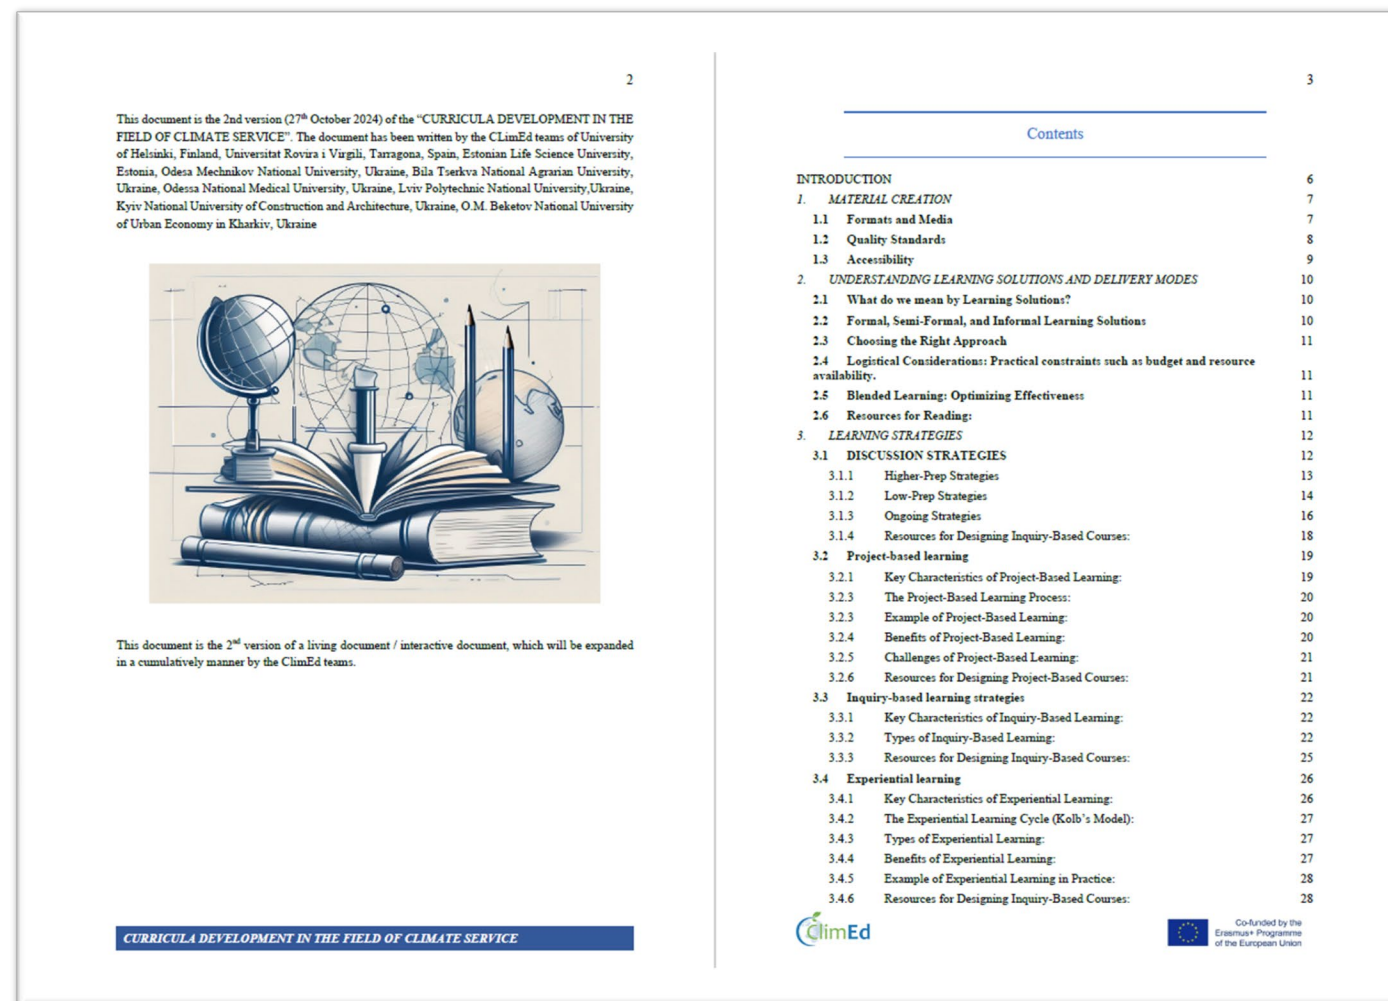 2
This document is the 2nd version (27th October 2024) of the “CURRICULA DEVELOPMENT IN THE
FIELD OF CLIMATE SERVICE”. The document has been written by the CLimEd teams of University
of Helsinki, Finland, Universitat Rovira i Virgili, Tarragona, Spain, Estonian Life Science University,
Estonia, Odesa Mechnikov National University, Ukraine, Bila Tserkva National Agrarian University,
Ukraine, Odessa National Medical University, Ukraine, Lviv Polytechnic National University,Ukraine,
Kyiv National University of Construction and Architecture, Ukraine, O.M. Beketov National University
of Urban Economy in Kharkiv, Ukraine
This document is the 2nd version of a living document / interactive document, which will be expanded
in a cumulatively manner by the ClimEd teams.
CURRICULA DEVELOPMENT IN THE FIELD OF CLIMATE SERVICE
3
Contents
INTRODUCTION 6
1. MATERIAL CREATION 7
1.1 Formats and Media 7
1.2 Quality Standards 8
1.3 Accessibility 9
2. UNDERSTANDING LEARNING SOLUTIONS AND DELIVERY MODES 10
2.1 What do we mean by Learning Solutions? 10
2.2 Formal, Semi-Formal, and Informal Learning Solutions 10
2.3 Choosing the Right Approach 11
2.4 Logistical Considerations: Practical constraints such as budget and resource
availability. 11
2.5 Blended Learning: Optimizing Effectiveness 11
2.6 Resources for Reading: 11
3. LEARNING STRATEGIES 12
3.1 DISCUSSION STRATEGIES 12
3.1.1 Higher-Prep Strategies 13
3.1.2 Low-Prep Strategies 14
3.1.3 Ongoing Strategies 16
3.1.4 Resources for Designing Inquiry-Based Courses: 18
3.2 Project-based learning 19
3.2.1 Key Characteristics of Project-Based Learning: 19
3.2.3 The Project-Based Learning Process: 20
3.2.3 Example of Project-Based Learning: 20
3.2.4 Benefits of Project-Based Learning: 20
3.2.5 Challenges of Project-Based Learning: 21
3.2.6 Resources for Designing Project-Based Courses: 21
3.3 Inquiry-based learning strategies 22
3.3.1 Key Characteristics of Inquiry-Based Learning: 22
3.3.2 Types of Inquiry-Based Learning: 22
3.3.3 Resources for Designing Inquiry-Based Courses: 25
3.4 Experiential learning 26
3.4.1 Key Characteristics of Experiential Learning: 26
3.4.2 The Experiential Learning Cycle (Kolb’s Model): 27
3.4.3 Types of Experiential Learning: 27
3.4.4 Benefits of Experiential Learning: 27
3.4.5 Example of Experiential Learning in Practice: 28
3.4.6 Resources for Designing Inquiry-Based Courses: 28
ClimEd
Co-funded by the
Erasmus+ Programme
of the European Union